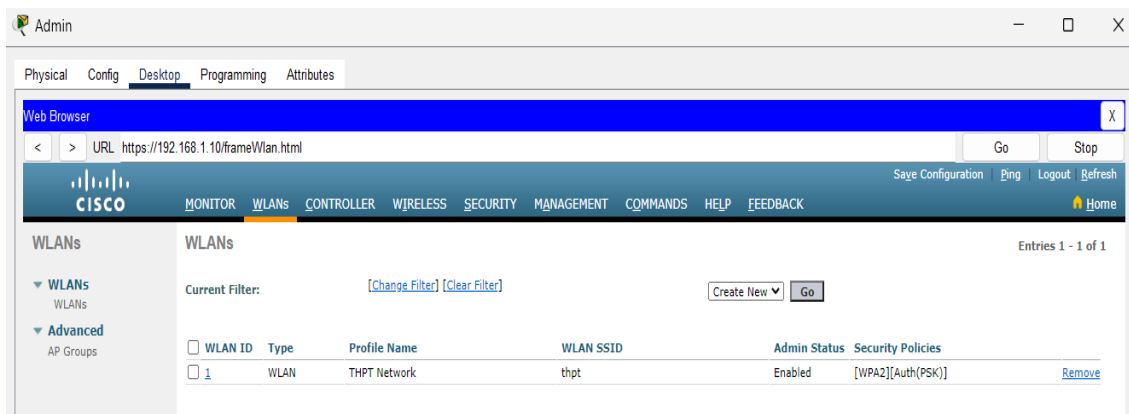 Admin
Physical Config Desktop Programming Attributes
Web Browser X
< > URL https://192.168.1.10/frameWlan.html Go Stop
Save Configuration Ping Logout Refresh
CISCO MONITOR WLANs CONTROLLER WIRELESS SECURITY MANAGEMENT COMMANDS HELP FEEDBACK Home
WLANs WLANs Entries 1 - 1 of 1
WLANs
WLANs
Advanced
AP Groups
Current Filter: [Change Filter] [Clear Filter] Create New Go
WLAN ID Type Profile Name WLAN SSID Admin Status Security Policies
1 WLAN THPT Network thpt Enabled [WPA2][Auth(PSK)] Remove